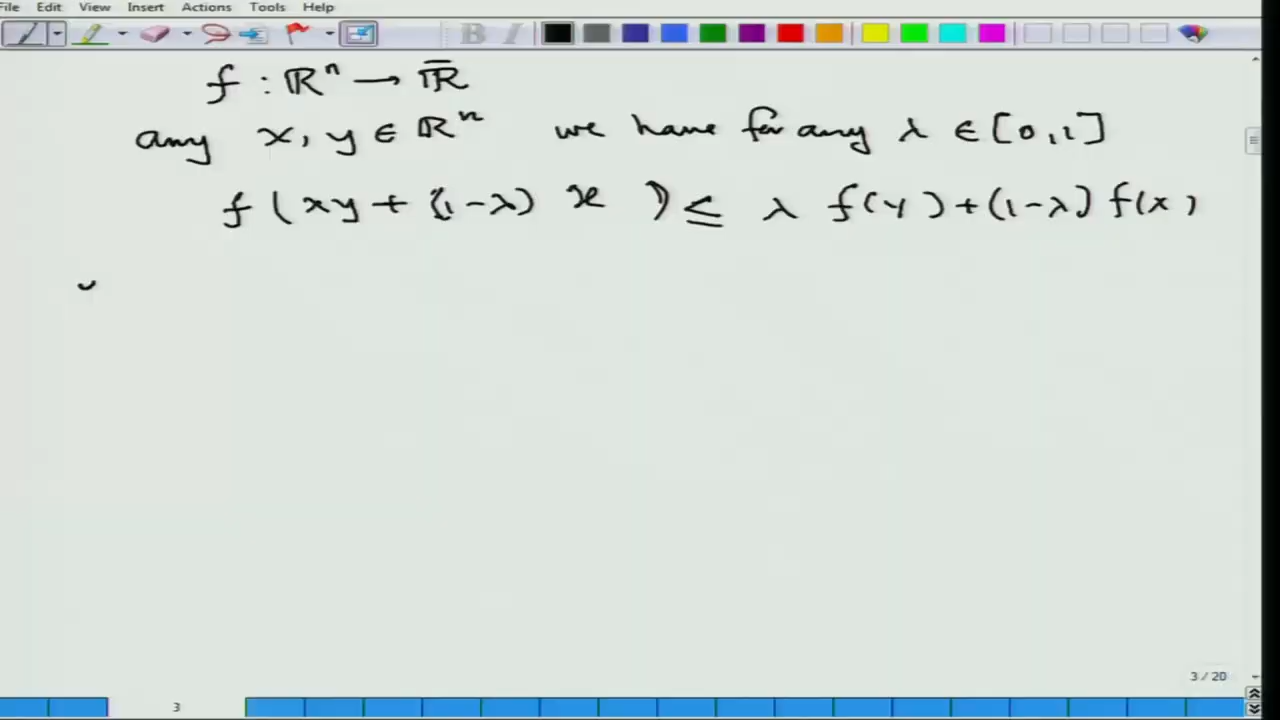 File Edit View Insert Actions Tools Help
B I
f : ℝⁿ → ℝ̄
any x, y ∈ ℝⁿ we have for any λ ∈ [0,1]
f(xy + (1-λ) x) ≤ λ f(y) + (1-λ) f(x)
3 / 20
3